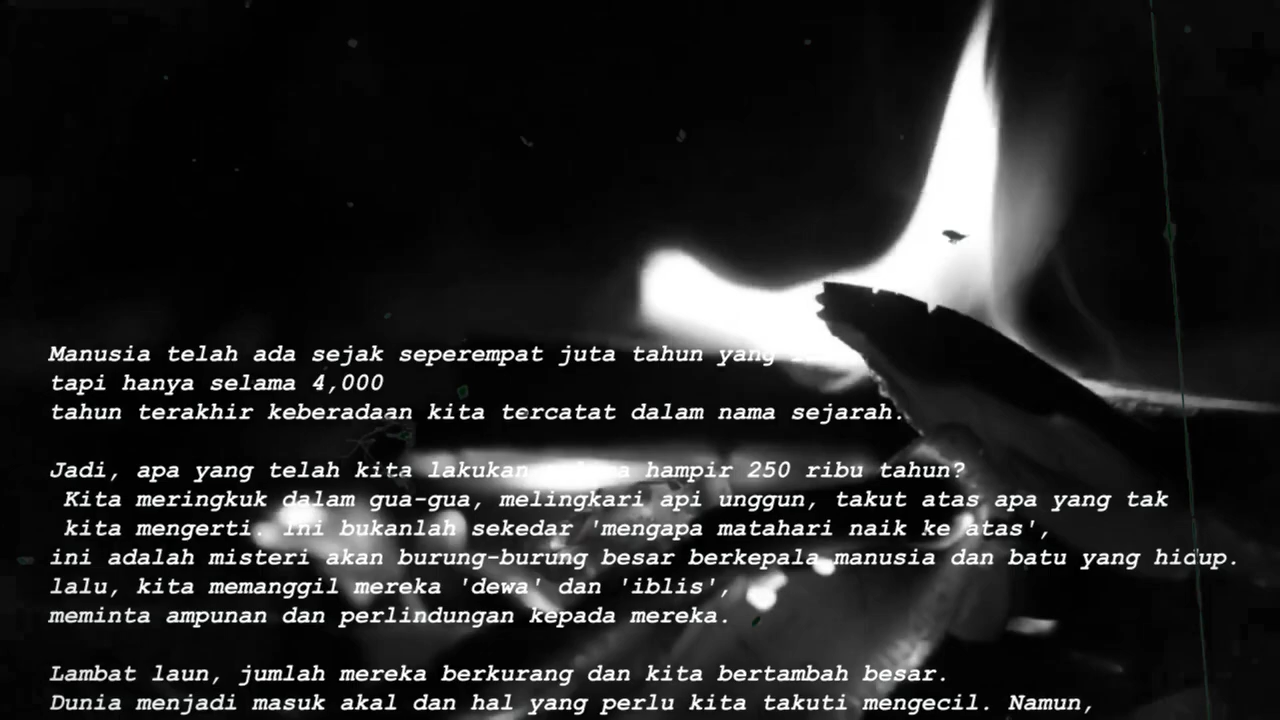 Manusia telah ada sejak seperempat juta tahun yang
tapi hanya selama 4,000
tahun terakhir keberadaan kita tercatat dalam nama sejarah.
Jadi, apa yang telah kita lakukan hampir 250 ribu tahun?
Kita meringkuk dalam gua-gua, melingkari api unggun, takut atas apa yang tak
kita mengerti. Ini bukanlah sekedar 'mengapa matahari naik ke atas',
ini adalah misteri akan burung-burung besar berkepala manusia dan batu yang hidup.
lalu, kita memanggil mereka 'dewa' dan 'iblis',
meminta ampunan dan perlindungan kepada mereka.
Lambat laun, jumlah mereka berkurang dan kita bertambah besar.
Dunia menjadi masuk akal dan hal yang perlu kita takuti mengecil. Namun,